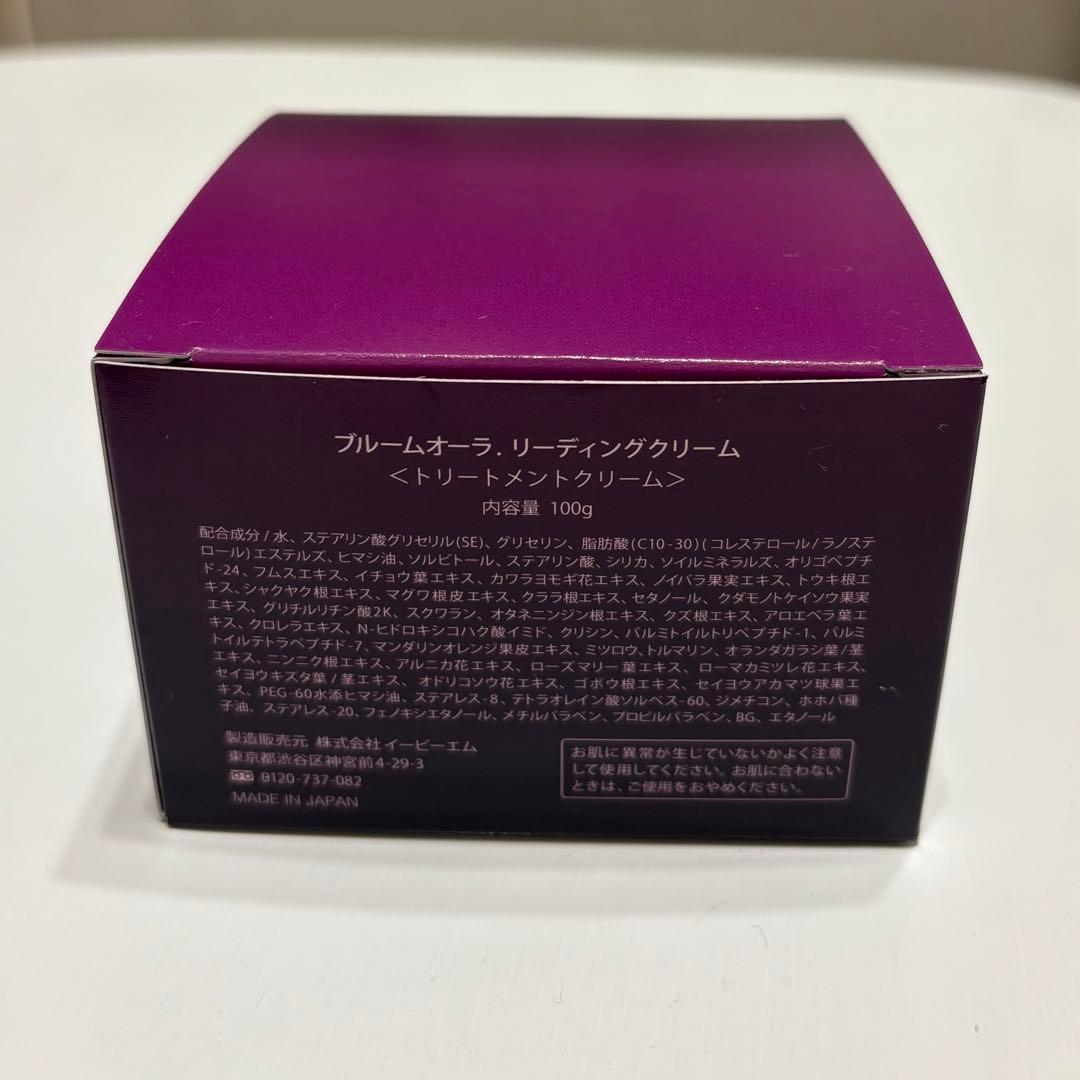 ブルームオーラ. リーディングクリーム
＜トリートメントクリーム＞
内容量 100g
配合成分/水、ステアリン酸グリセリル(SE)、グリセリン、脂肪酸(C10-30)(コレステロール/ラノステ
ロール)エステルズ、ヒマシ油、ソルビトール、ステアリン酸、シリカ、ソイルミネラルズ、オリゴペプチ
ド-24、フムスエキス、イチョウ葉エキス、カワラヨモギ花エキス、ノイバラ果実エキス、トウキ根エ
キス、シャクヤク根エキス、マグワ根皮エキス、クララ根エキス、セタノール、クダモノトケイソウ果実
エキス、グリチルリチン酸2K、スクワラン、オタネニンジン根エキス、クズ根エキス、アロエベラ葉エ
キス、クロレラエキス、N-ヒドロキシコハク酸イミド、クリシン、パルミトイルトリペプチド-1、パルミ
トイルテトラペプチド-7、マンダリンオレンジ果皮エキス、ミツロウ、トルマリン、オランダガラシ葉/茎
エキス、ニンニク根エキス、アルニカ花エキス、ローズマリー葉エキス、ローマカミツレ花エキス、
セイヨウキズタ葉/茎エキス、オドリコソウ花エキス、ゴボウ根エキス、セイヨウアカマツ球果エ
キス、PEG-60水添ヒマシ油、ステアレス-8、テトラオレイン酸ソルベス-60、ジメチコン、ホホバ種
子油、ステアレス-20、フェノキシエタノール、メチルパラベン、プロピルパラベン、BG、エタノール
製造販売元 株式会社イービーエム
東京都渋谷区神宮前4-29-3
0120-737-082
MADE IN JAPAN
お肌に異常が生じていないかよく注意
して使用してください。お肌に合わない
ときは、ご使用をおやめください。